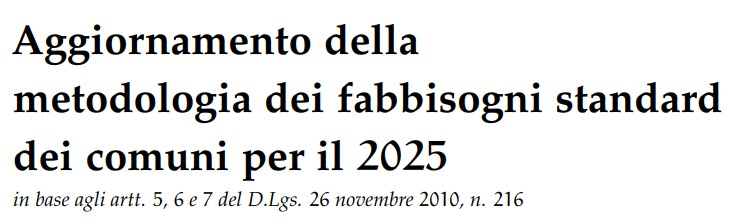 Aggiornamento della
metodologia dei fabbisogni standard
dei comuni per il 2025
in base agli artt. 5, 6 e 7 del D.Lgs. 26 novembre 2010, n. 216